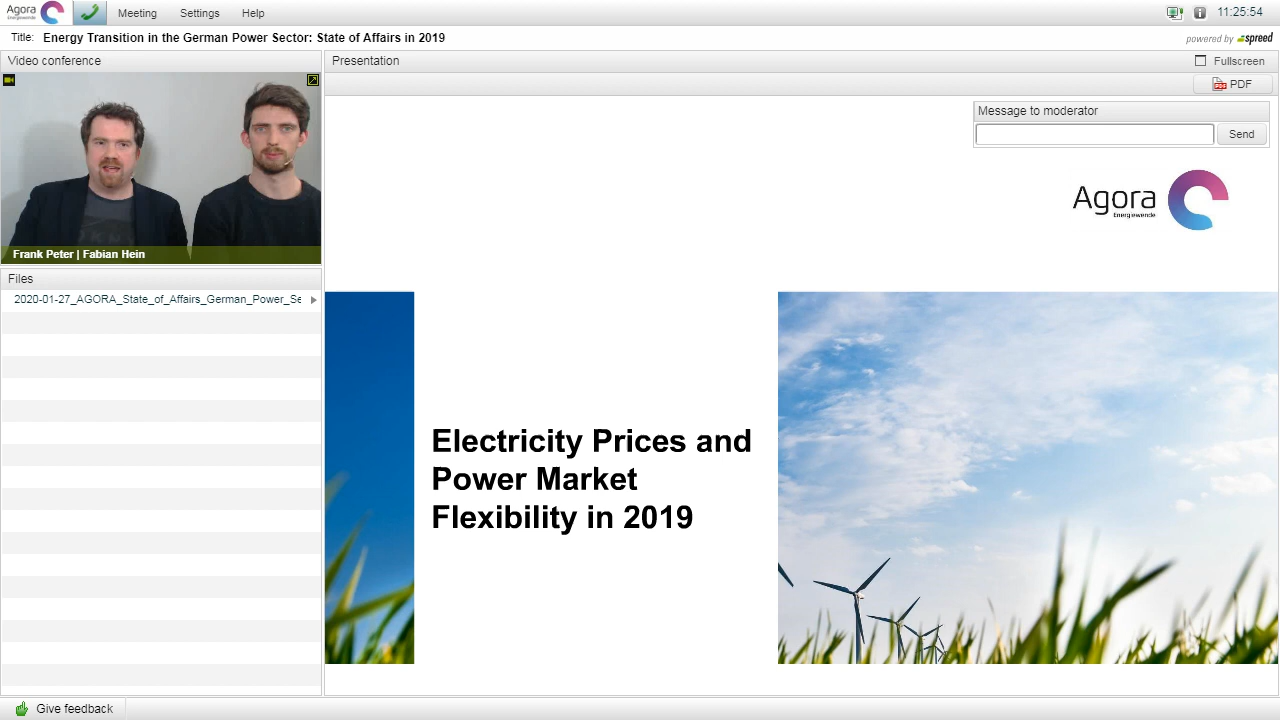 Agora
Energiewende
Meeting
Settings
Help
11:25:54
Title: Energy Transition in the German Power Sector: State of Affairs in 2019
powered by spreed
Video conference
Presentation
Fullscreen
PDF
Message to moderator
Send
Agora
Energiewende
Frank Peter | Fabian Hein
Files
2020-01-27_AGORA_State_of_Affairs_German_Power_Se
Electricity Prices and
Power Market
Flexibility in 2019
Give feedback